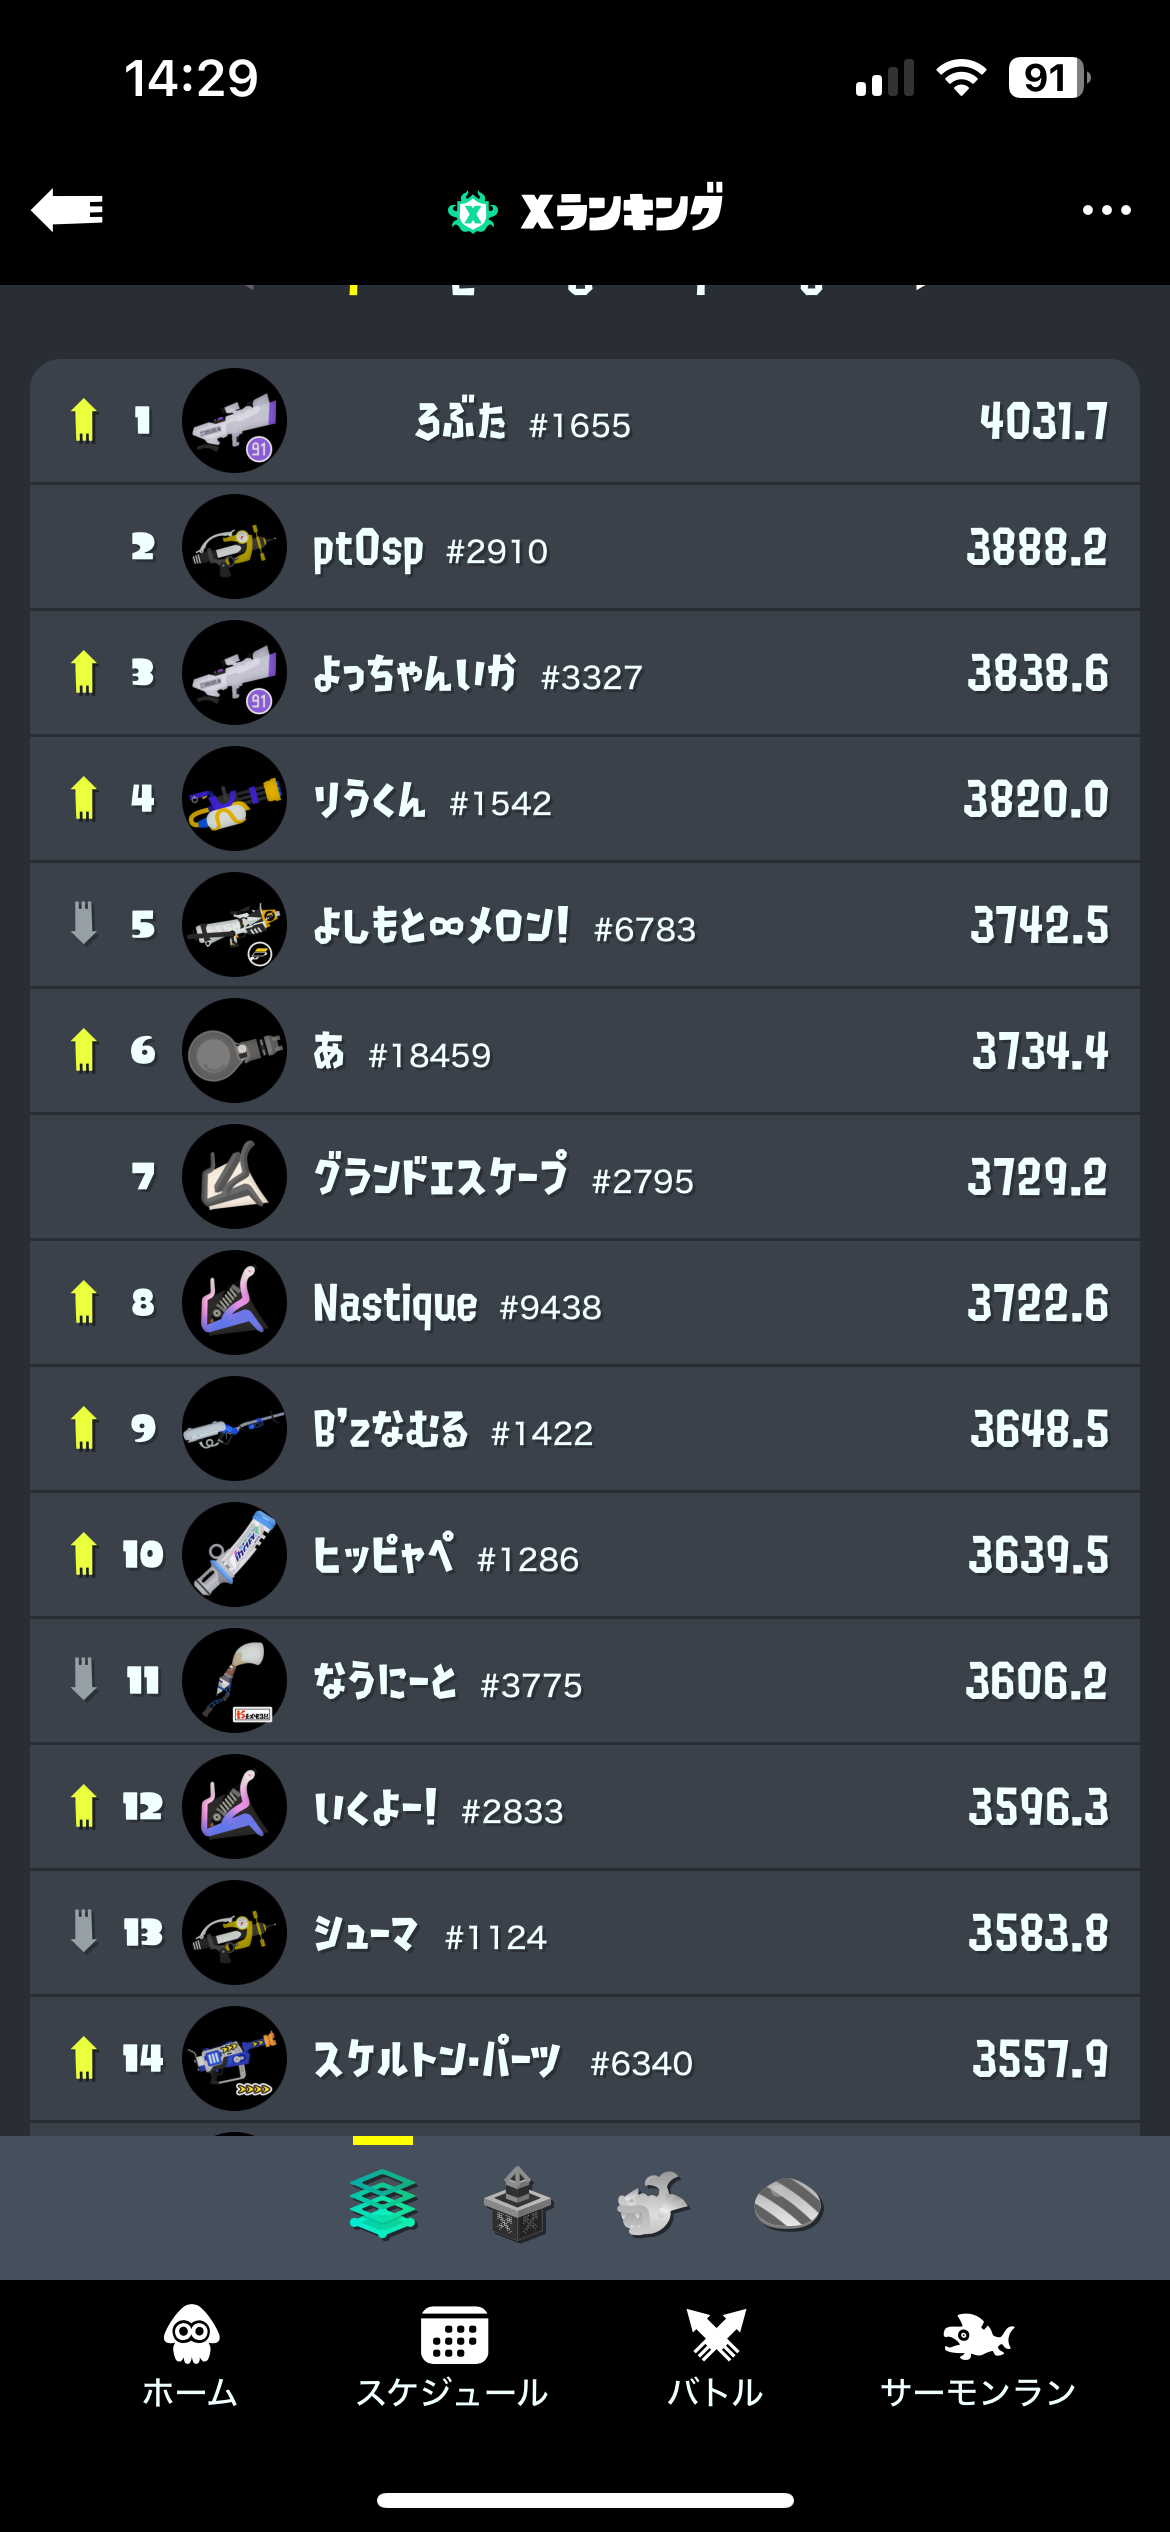 14:29
91
Xランキング
1 ろぶた #1655 4031.7
2 pt0sp #2910 3888.2
3 よっちゃんいか #3327 3838.6
4 りうくん #1542 3820.0
5 よしもと∞メロン! #6783 3742.5
6 あ #18459 3734.4
7 グランドエスケープ #2795 3729.2
8 Nastique #9438 3722.6
9 B'zなむる #1422 3648.5
10 ヒッピャペ #1286 3639.5
11 なうにーと #3775 3606.2
12 いくよー! #2833 3596.3
13 シューマ #1124 3583.8
14 スケルトン・パーツ #6340 3557.9
ホーム スケジュール バトル サーモンラン